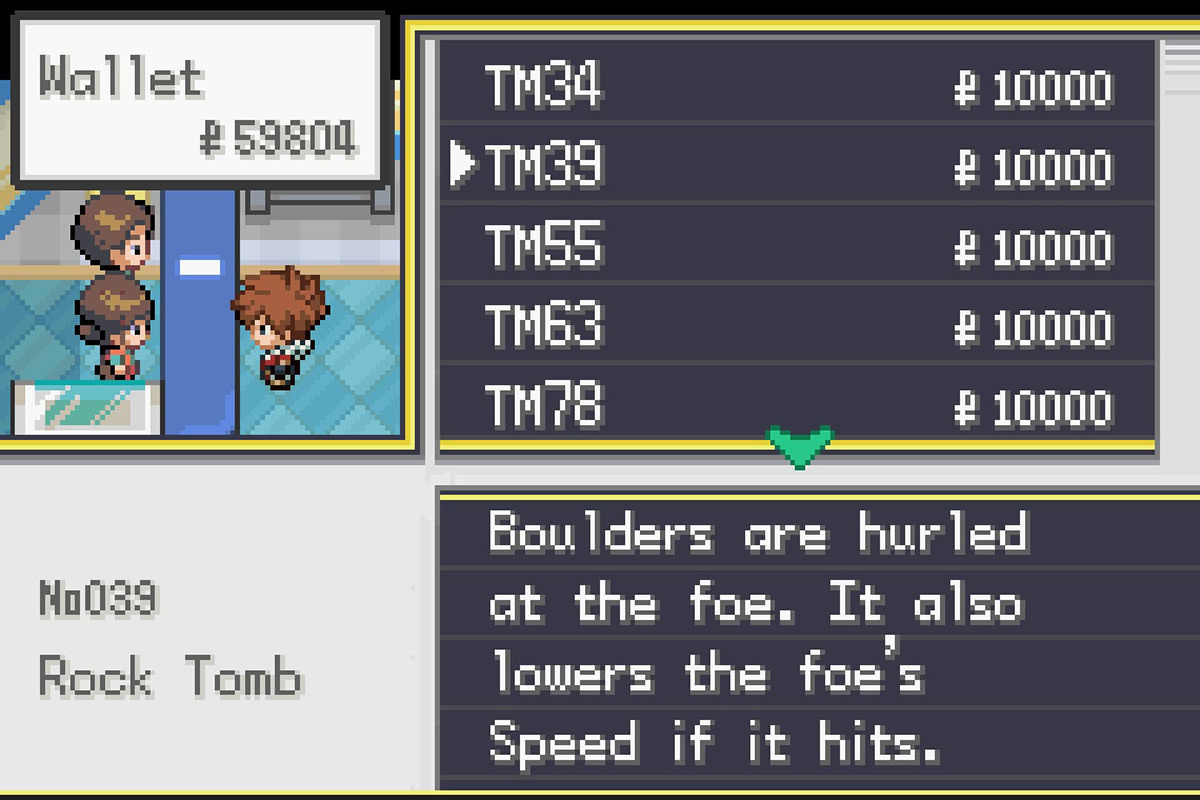 Wallet
₽ 59804
TM34 ₽ 10000
TM39 ₽ 10000
TM55 ₽ 10000
TM63 ₽ 10000
TM78 ₽ 10000
No039
Rock Tomb
Boulders are hurled
at the foe. It also
lowers the foe's
Speed if it hits.